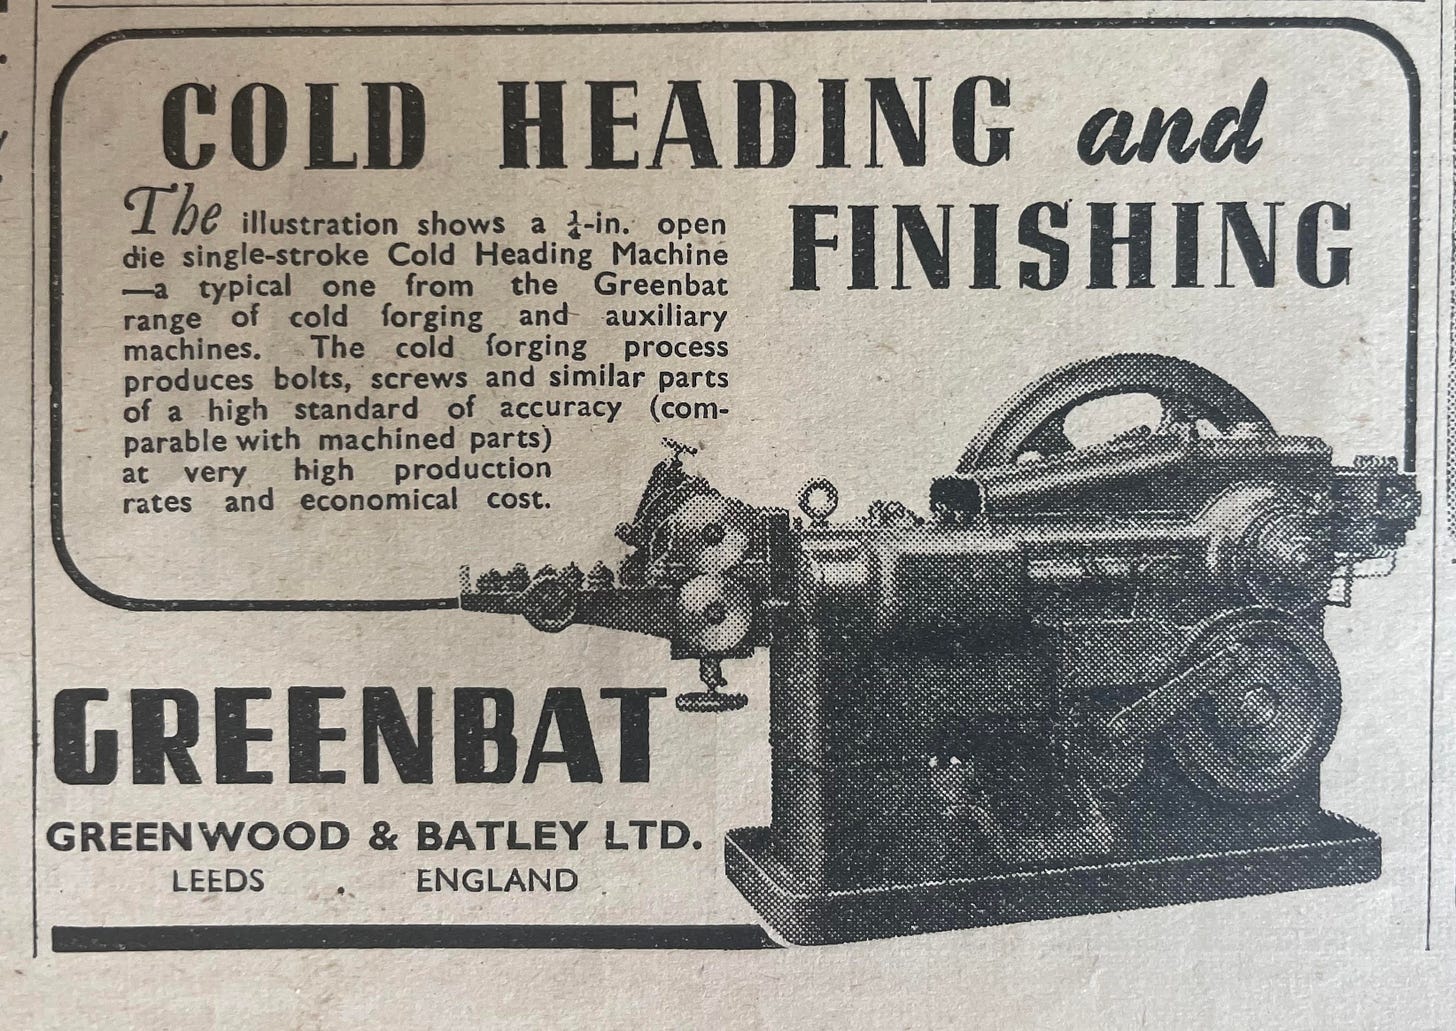 COLD HEADING and
FINISHING
The illustration shows a -in. open
die single-stroke Cold Heading Machine
—a typical one from the Greenbat
range of cold forging and auxiliary
machines. The cold forging process
produces bolts, screws and similar parts
of a high standard of accuracy (com-
parable with machined parts)
at very high production
rates and economical cost.
GREENBAT
GREENWOOD & BATLEY LTD.
LEEDS . ENGLAND